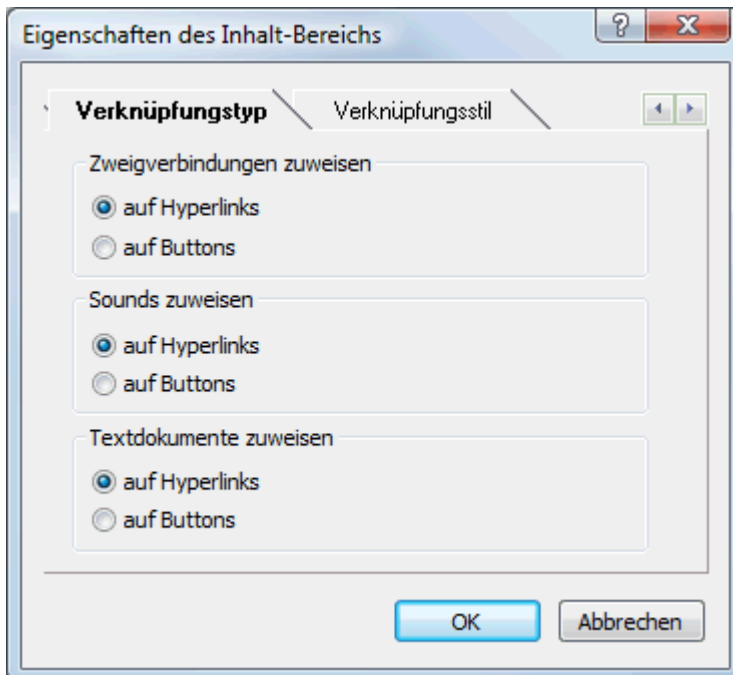 Eigenschaften des Inhalt-Bereichs
Verknüpfungstyp Verknüpfungsstil
Zweigverbindungen zuweisen
auf Hyperlinks
auf Buttons
Sounds zuweisen
auf Hyperlinks
auf Buttons
Textdokumente zuweisen
auf Hyperlinks
auf Buttons
OK Abbrechen